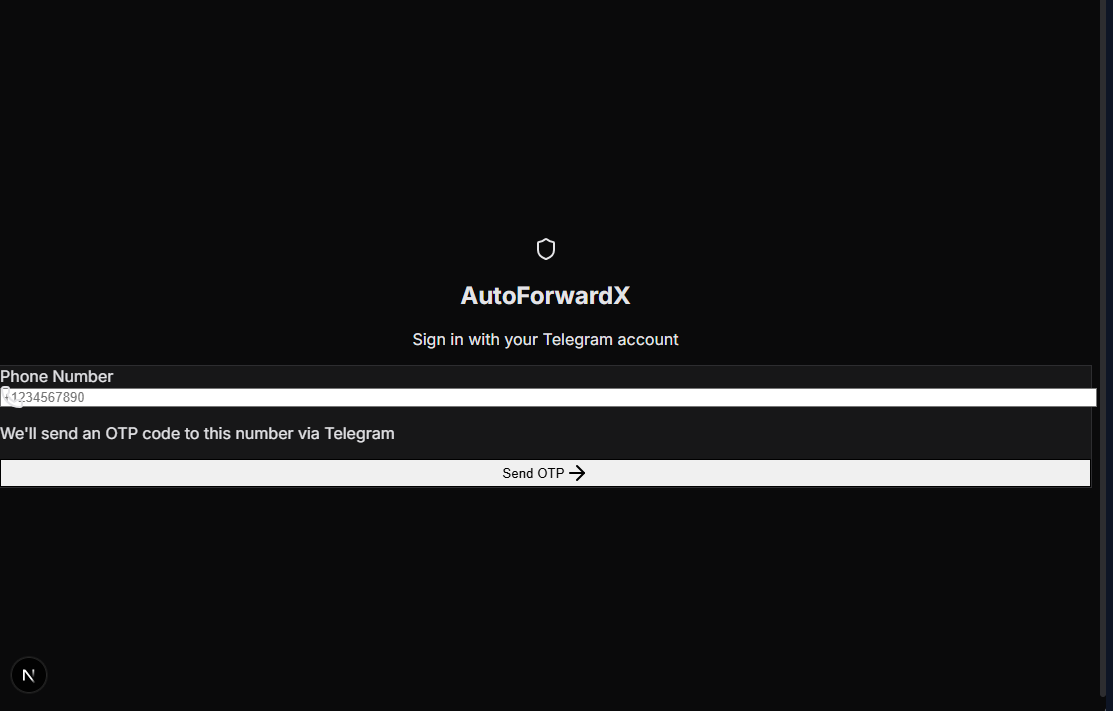 AutoForwardX
Sign in with your Telegram account
Phone Number
+1234567890
We'll send an OTP code to this number via Telegram
Send OTP
N